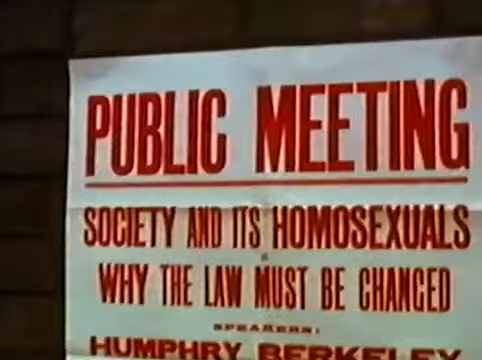 PUBLIC MEETING
SOCIETY AND ITS HOMOSEXUALS
WHY THE LAW MUST BE CHANGED
SPEAKERS:
HUMPHRY BERKELEY